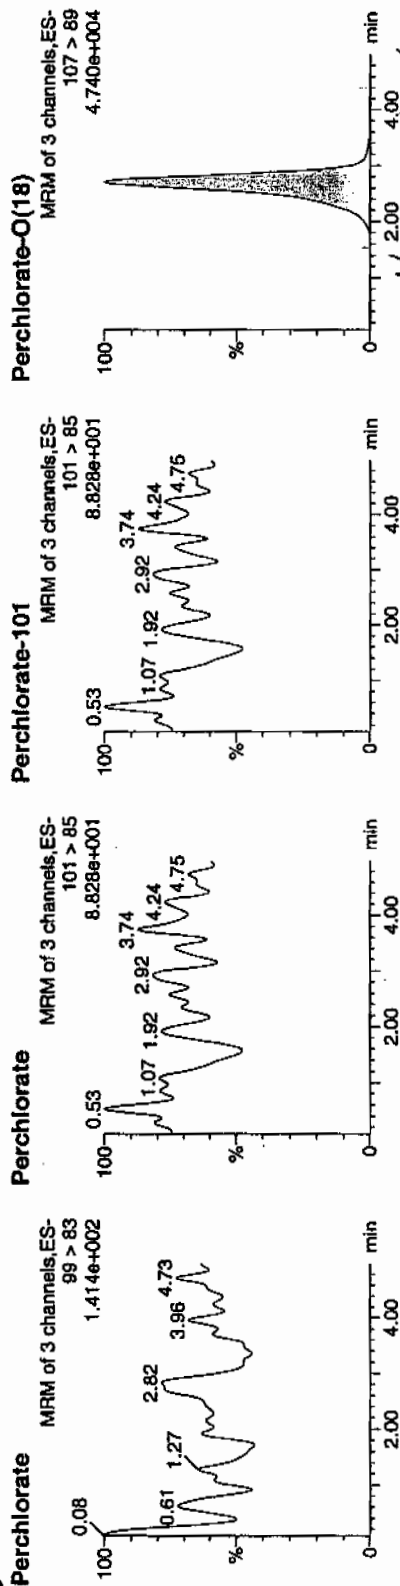 Perchlorate
MRM of 3 channels,ES-
99 > 83
1.414e+002
100
%
0
0.08
0.61
1.27
2.82
3.96
4.73
2.00
4.00
min
Perchlorate
MRM of 3 channels,ES-
101 > 85
8.828e+001
100
%
0
0.53
1.07
1.92
2.92
3.74
4.24
4.75
2.00
4.00
min
Perchlorate-101
MRM of 3 channels,ES-
101 > 85
8.828e+001
100
%
0
0.53
1.07
1.92
2.92
3.74
4.24
4.75
2.00
4.00
min
Perchlorate-O(18)
MRM of 3 channels,ES-
107 > 89
4.740e+004
100
%
0
2.00
4.00
min